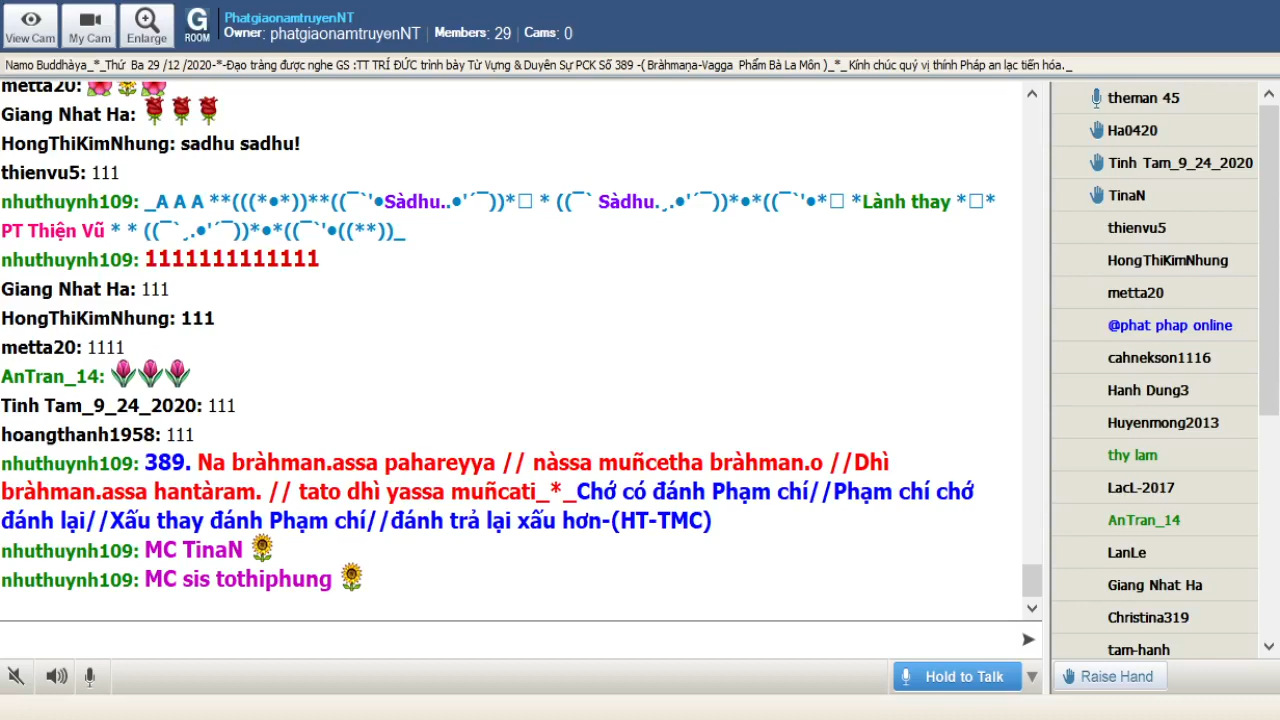 View Cam
My Cam
Enlarge
G ROOM
PhatgiaonamtruyenNT
Owner: phatgiaonamtruyenNT | Members: 29 | Cams: 0
Namo Buddhàya_*_Thứ Ba 29 /12 /2020-*-Đạo tràng được nghe GS :TT TRÍ ĐỨC trình bày Từ Vựng & Duyên Sự PCK Số 389 -( Bràhmaṇa-Vagga Phẩm Bà La Môn )_*_ Kính chúc quý vị thính Pháp an lạc tiến hóa._
metta20:
Giang Nhat Ha:
HongThiKimNhung: sadhu sadhu!
thienvu5: 111
nhuthuynh109: _A A A **(((*●*))**((¯`'●Sàdhu..●'´¯))*□ * ((¯` Sàdhu.¸.●'´¯))*●*((¯`'●*□ *Lành thay *□*
PT Thiện Vũ * * ((¯`¸.●'´¯))*●*((¯`'●((**))_
nhuthuynh109: 1111111111111
Giang Nhat Ha: 111
HongThiKimNhung: 111
metta20: 1111
AnTran_14:
Tinh Tam_9_24_2020: 111
hoangthanh1958: 111
nhuthuynh109: 389. Na bràhman.assa pahareyya // nàssa muñcetha bràhman.o //Dhì
bràhman.assa hantàram. // tato dhì yassa muñcati_*_Chớ có đánh Phạm chí//Phạm chí chớ
đánh lại//Xấu thay đánh Phạm chí//đánh trả lại xấu hơn-(HT-TMC)
nhuthuynh109: MC TinaN
nhuthuynh109: MC sis tothiphung
Hold to Talk
theman 45
Ha0420
Tinh Tam_9_24_2020
TinaN
thienvu5
HongThiKimNhung
metta20
@phat phap online
cahnekson1116
Hanh Dung3
Huyenmong2013
thy lam
LacL-2017
AnTran_14
LanLe
Giang Nhat Ha
Christina319
tam-hanh
Raise Hand